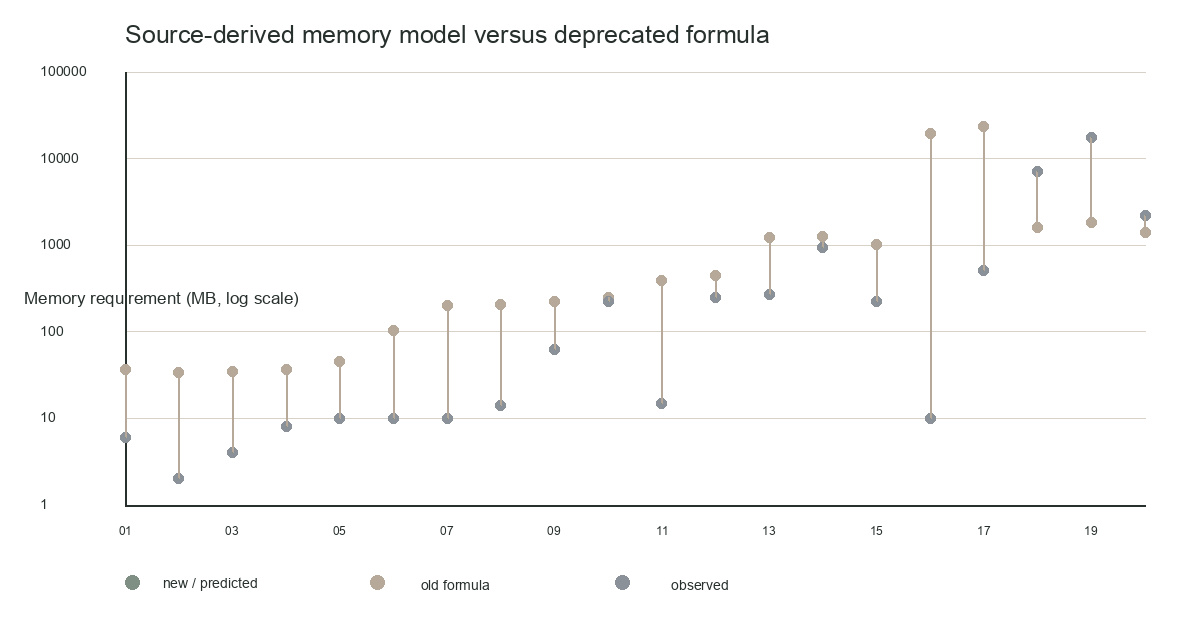 Source-derived memory model versus deprecated formula
100000
10000
1000
Memory requirement (MB, log scale)
100
10
1
01 03 05 07 09 11 13 15 17 19
new / predicted old formula observed